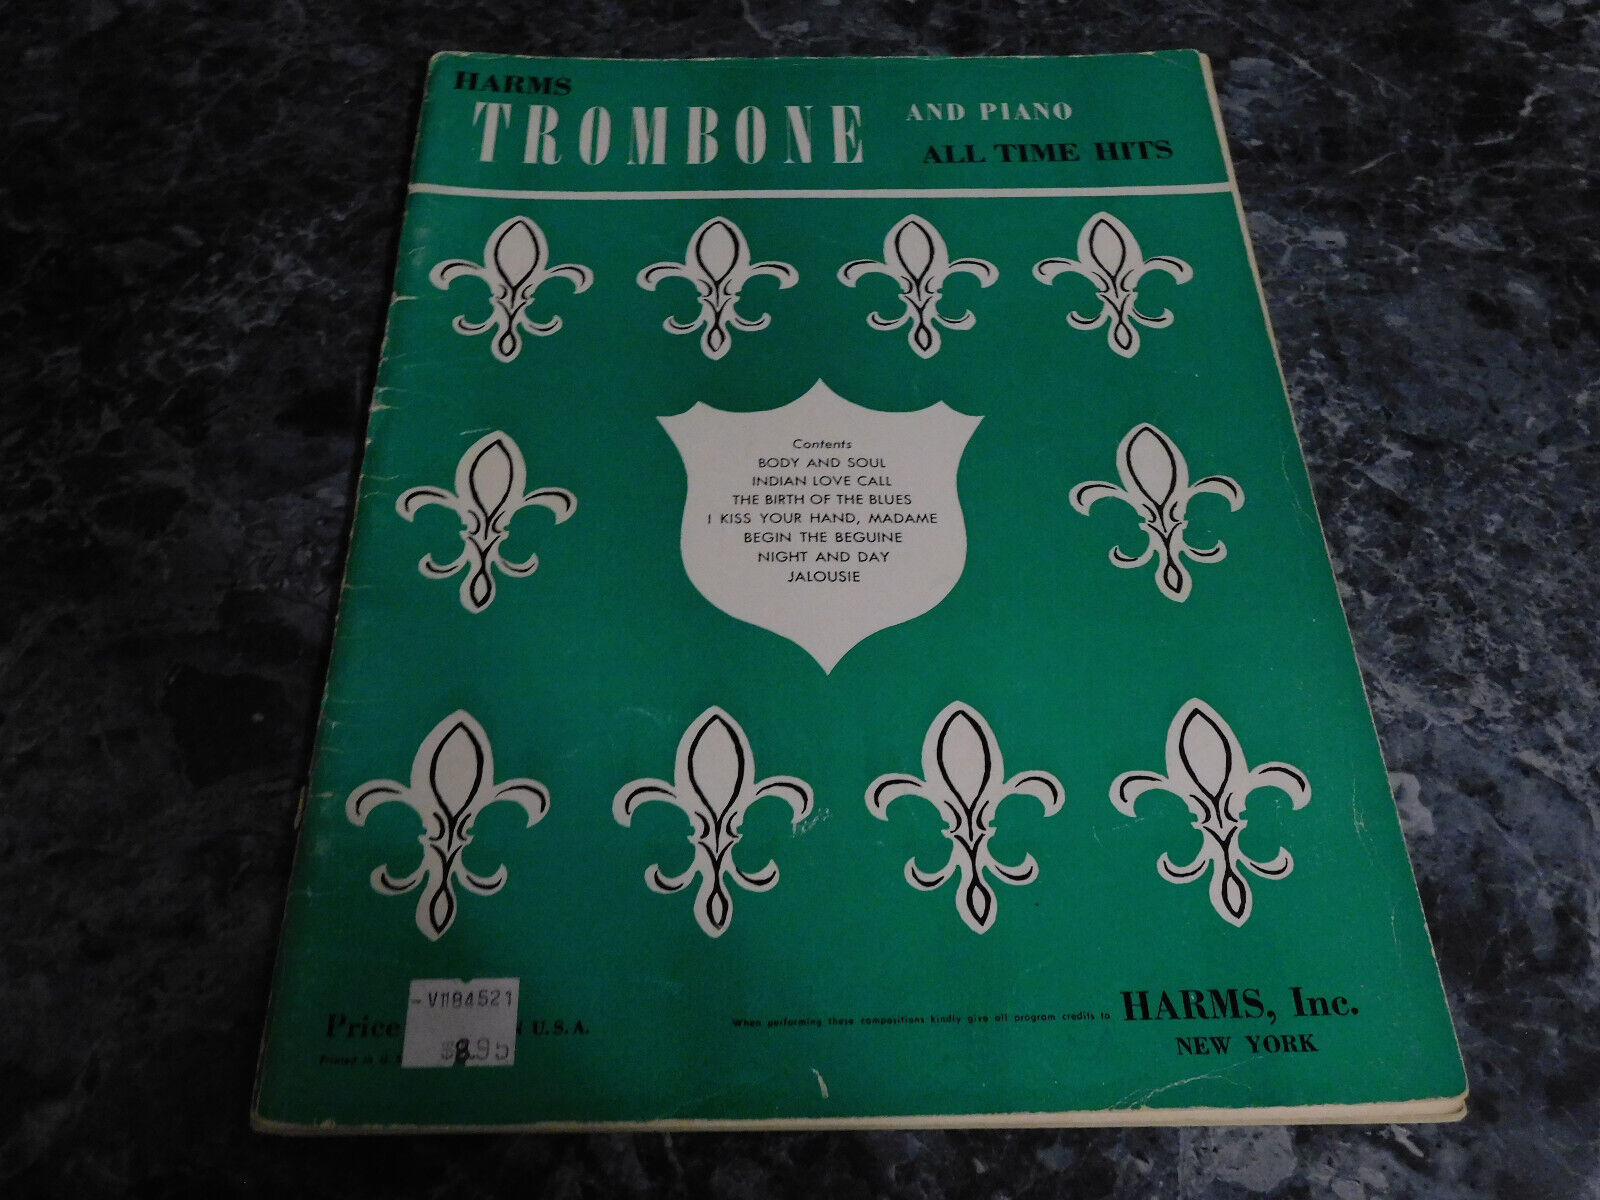 HARMS
TROMBONE AND PIANO
ALL TIME HITS
Contents
BODY AND SOUL
INDIAN LOVE CALL
THE BIRTH OF THE BLUES
I KISS YOUR HAND, MADAME
BEGIN THE BEGUINE
NIGHT AND DAY
JALOUSIE
Price U.S.A.
Printed in U.S.
$8.95
When performing these compositions kindly give all program credits to
HARMS, Inc.
NEW YORK